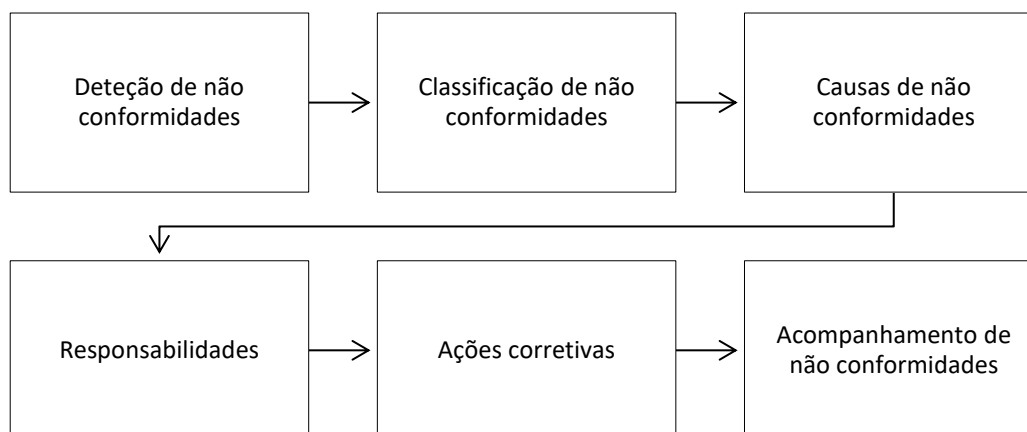 Deteção de não
conformidades
Classificação de não
conformidades
Causas de não
conformidades
Responsabilidades
Ações corretivas
Acompanhamento de
não conformidades